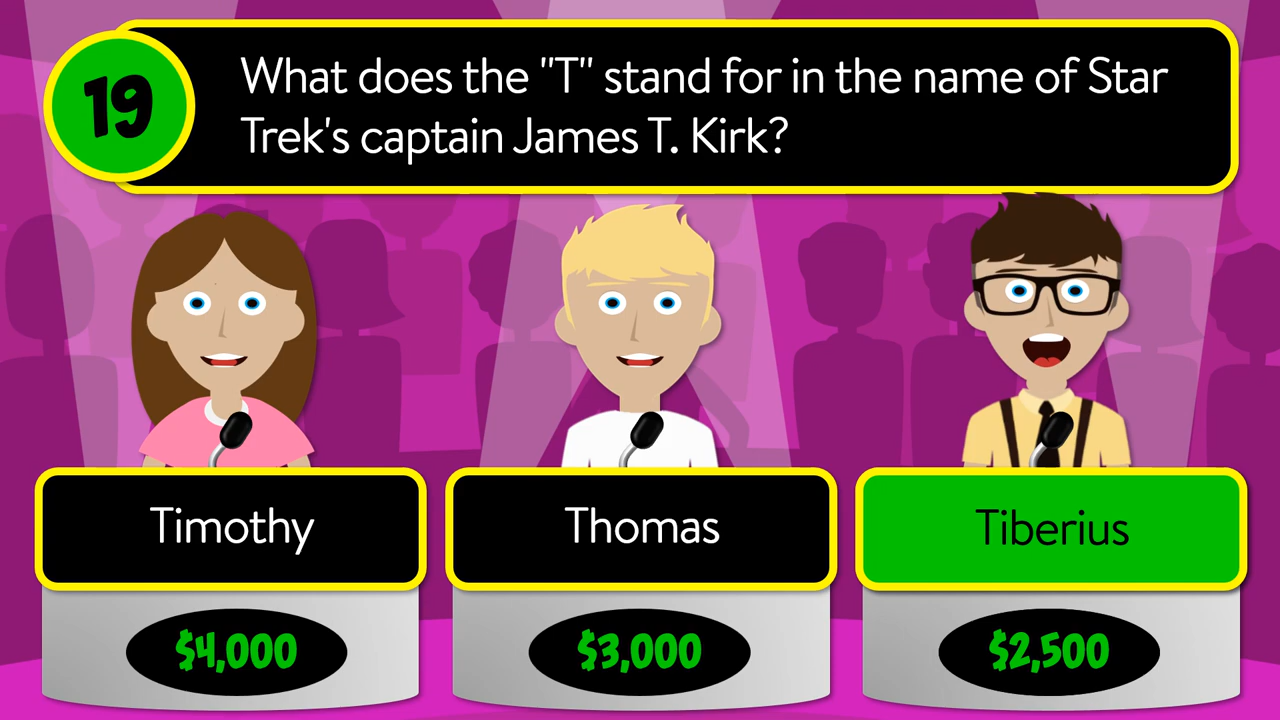 19
What does the "T" stand for in the name of Star
Trek's captain James T. Kirk?
Timothy
Thomas
Tiberius
$4,000
$3,000
$2,500